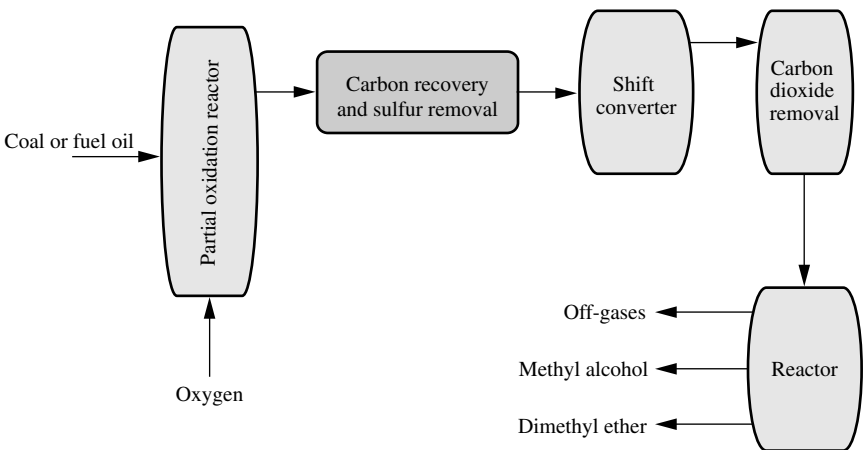 Coal or fuel oil
Partial oxidation reactor
Oxygen
Carbon recovery
and sulfur removal
Shift
converter
Carbon
dioxide
removal
Reactor
Off-gases
Methyl alcohol
Dimethyl ether